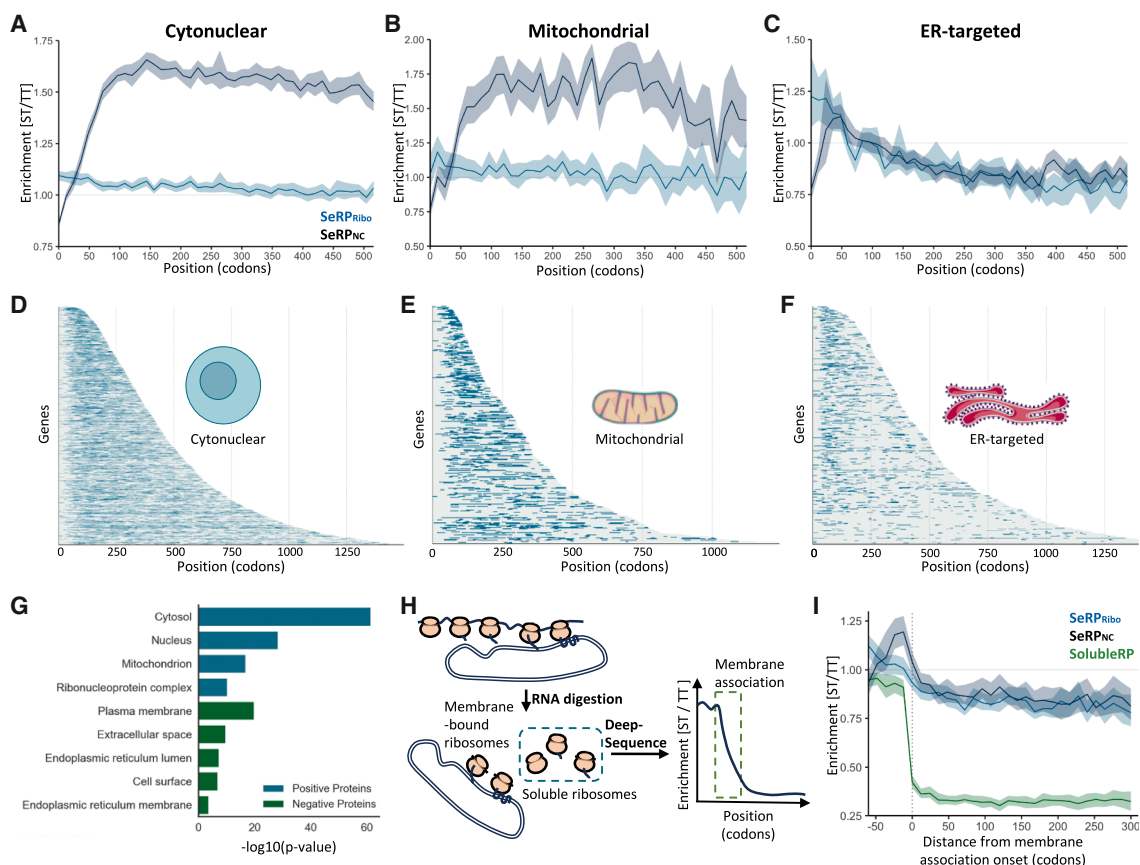 A
Cytonuclear
Enrichment [ST/TT]
1.75
1.50
1.25
1.00
0.75
SeRPRibo
SeRPNC
0 50 100 150 200 250 300 350 400 450 500
Position (codons)
B
Mitochondrial
Enrichment [ST/TT]
2.00
1.75
1.50
1.25
1.00
0.75
0.50
0 50 100 150 200 250 300 350 400 450 500
Position (codons)
C
ER-targeted
Enrichment [ST/TT]
1.50
1.25
1.00
0.75
0.50
0 50 100 150 200 250 300 350 400 450 500
Position (codons)
D
Genes
Cytonuclear
0 250 500 750 1000 1250
Position (codons)
E
Genes
Mitochondrial
0 250 500 750 1000
Position (codons)
F
Genes
ER-targeted
0 250 500 750 1000 1250
Position (codons)
G
Cytosol
Nucleus
Mitochondrion
Ribonucleoprotein complex
Plasma membrane
Extracellular space
Endoplasmic reticulum lumen
Cell surface
Endoplasmic reticulum membrane
Positive Proteins
Negative Proteins
0 20 40 60
-log10(p-value)
H
RNA digestion
Membrane
-bound
ribosomes
Soluble ribosomes
Deep-
Sequence
Membrane
association
Enrichment [ST / TT ]
Position
(codons)
I
SeRPRibo
SeRPNC
SolubleRP
Enrichment [ST/TT]
1.25
1.00
0.75
0.50
0.25
-50 0 50 100 150 200 250 300
Distance from membrane
association onset (codons)